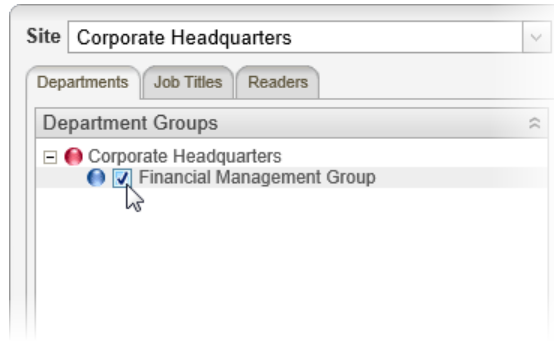 Site Corporate Headquarters
Departments Job Titles Readers
Department Groups
Corporate Headquarters
Financial Management Group